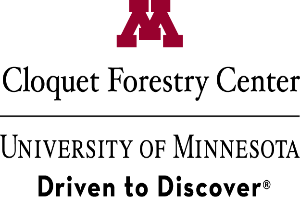 M
Cloquet Forestry Center
UNIVERSITY OF MINNESOTA
Driven to Discover®